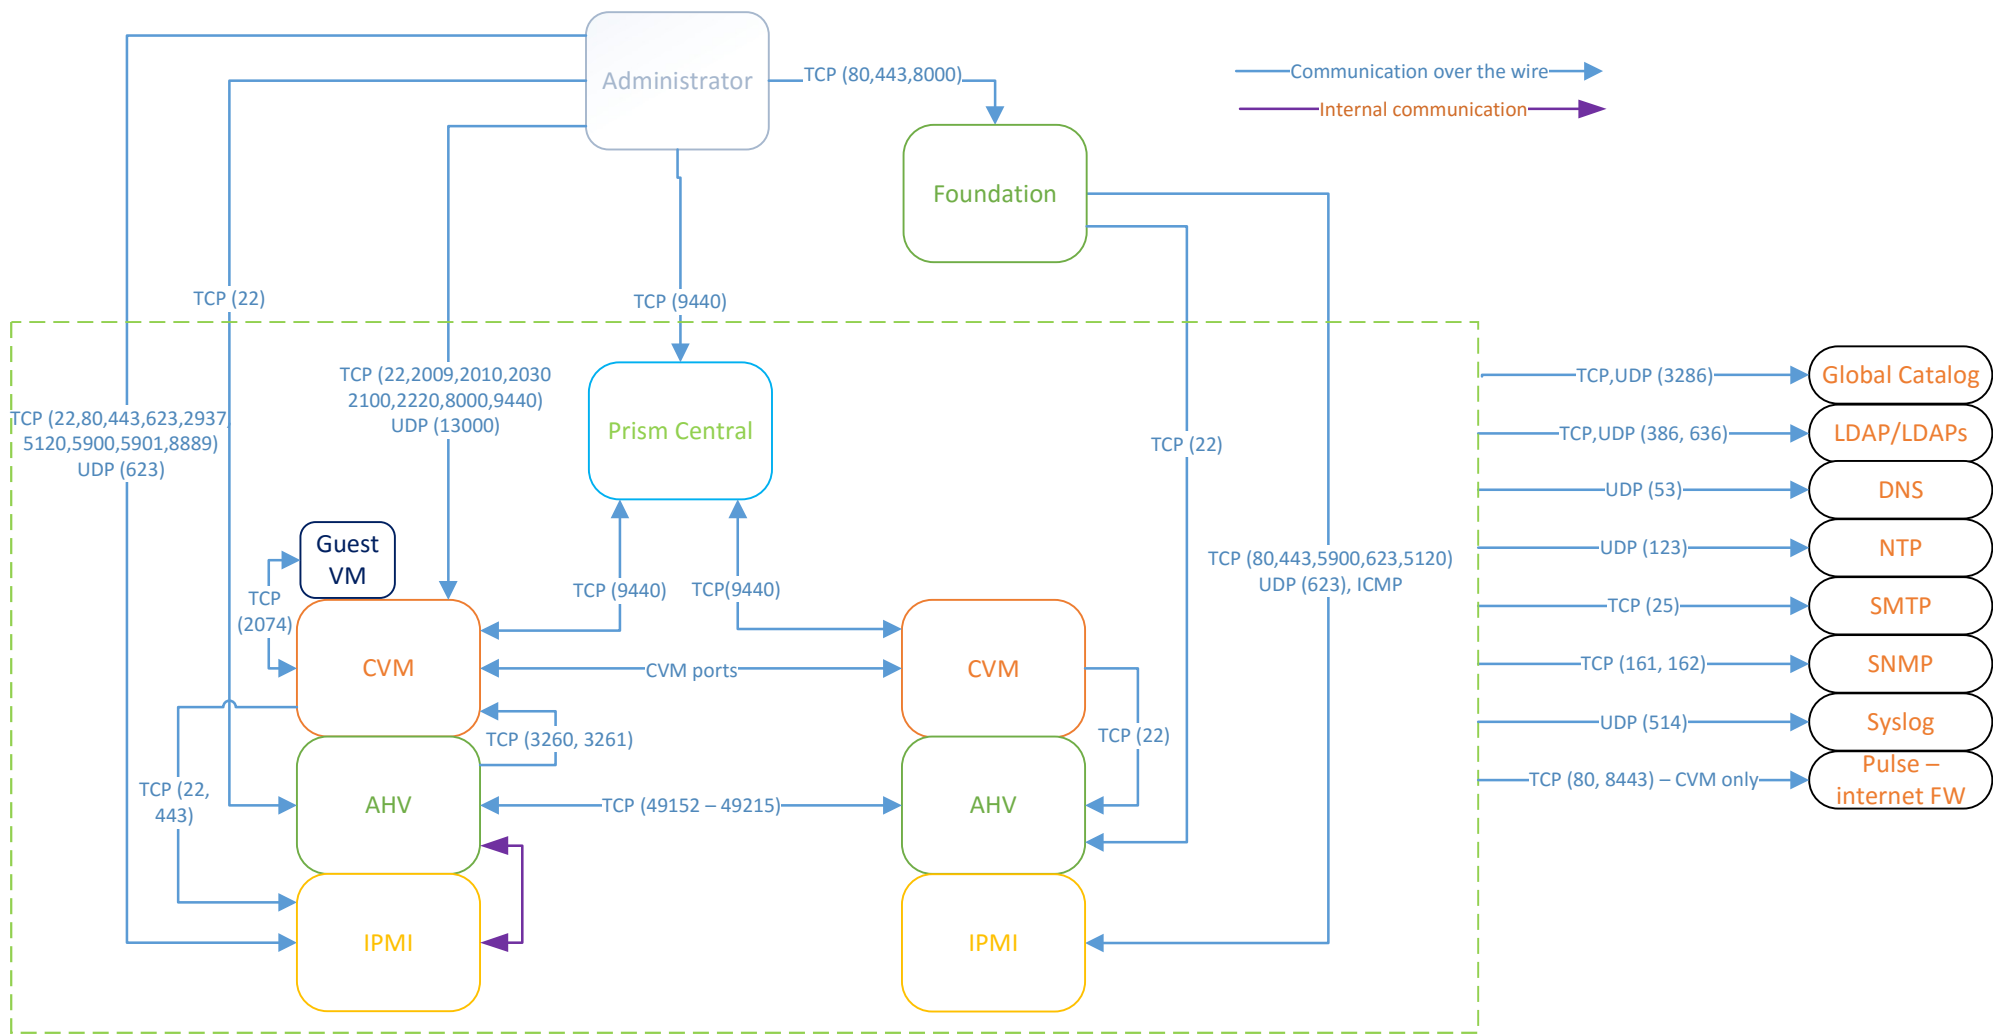 Administrator
TCP (80,443,8000)
Communication over the wire
Internal communication
Foundation
TCP (22)
TCP (9440)
TCP (22,2009,2010,2030
2100,2220,8000,9440)
UDP (13000)
TCP (22,80,443,623,2937,
5120,5900,5901,8889)
UDP (623)
Prism Central
TCP (22)
TCP,UDP (3286)
Global Catalog
TCP,UDP (386, 636)
LDAP/LDAPs
UDP (53)
DNS
UDP (123)
NTP
TCP (25)
SMTP
TCP (161, 162)
SNMP
UDP (514)
Syslog
TCP (80, 8443) – CVM only
Pulse –
internet FW
Guest
VM
TCP
(2074)
TCP (9440)
TCP(9440)
TCP (80,443,5900,623,5120)
UDP (623), ICMP
CVM
CVM ports
CVM
TCP (3260, 3261)
TCP (22)
TCP (22,
443)
AHV
TCP (49152 – 49215)
AHV
IPMI
IPMI